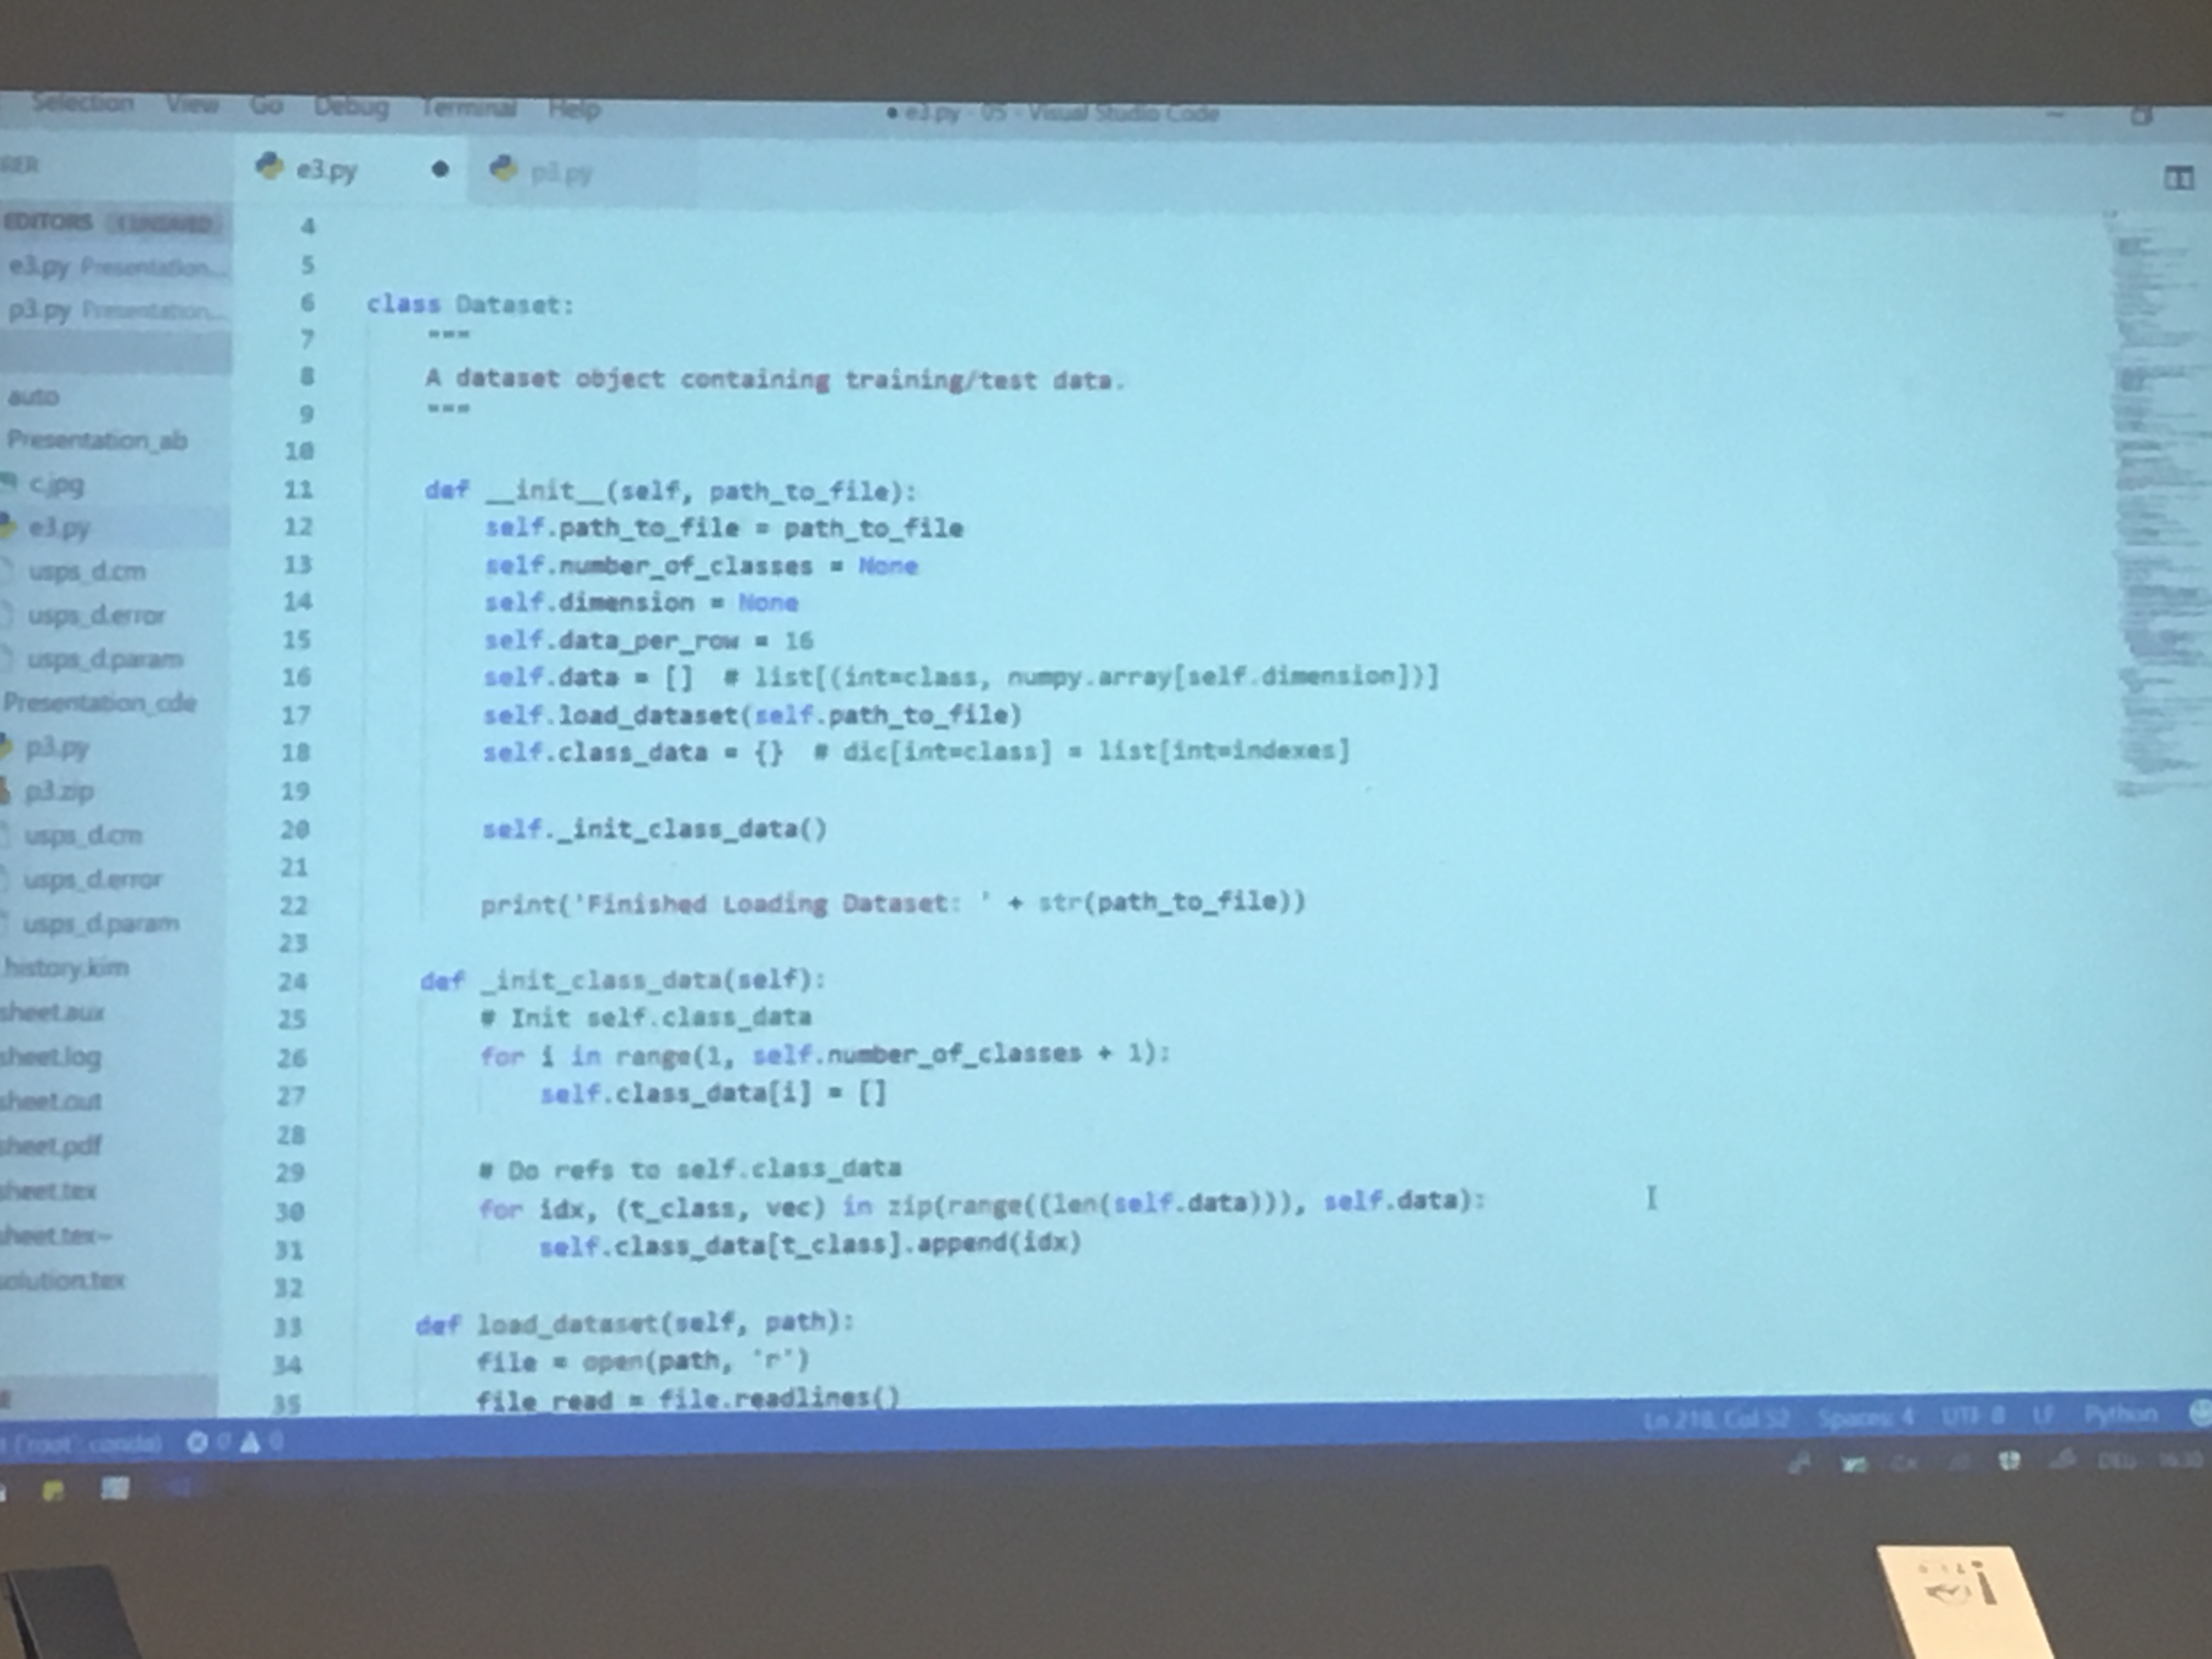 Selection View Go Debug Terminal Help
● e3.py - 05 - Visual Studio Code
e3.py ● p3.py
EDITORS 1 UNSAVED
e3.py Presentation...
p3.py Presentation...
auto
Presentation_ab
c.jpg
e3.py
usps_d.cm
usps_d.error
usps_d.param
Presentation_cde
p3.py
p3.zip
usps_d.cm
usps_d.error
usps_d.param
history.kim
sheet.aux
sheet.log
sheet.out
sheet.pdf
sheet.tex
sheet.tex~
solution.tex
4
5
6 class Dataset:
7     """
8     A dataset object containing training/test data.
9     """
10
11     def __init__(self, path_to_file):
12         self.path_to_file = path_to_file
13         self.number_of_classes = None
14         self.dimension = None
15         self.data_per_row = 16
16         self.data = []  # list[(int=class, numpy.array[self.dimension])]
17         self.load_dataset(self.path_to_file)
18         self.class_data = {}  # dic[int=class] = list[int=indexes]
19
20         self._init_class_data()
21
22         print('Finished Loading Dataset: ' + str(path_to_file))
23
24     def _init_class_data(self):
25         # Init self.class_data
26         for i in range(1, self.number_of_classes + 1):
27             self.class_data[i] = []
28
29         # Do refs to self.class_data
30         for idx, (t_class, vec) in zip(range((len(self.data))), self.data):
31             self.class_data[t_class].append(idx)
32
33     def load_dataset(self, path):
34         file = open(path, 'r')
35         file_read = file.readlines()
('root': conda) 0 0
Ln 218, Col 52 Spaces: 4 UTF-8 LF Python
DEU